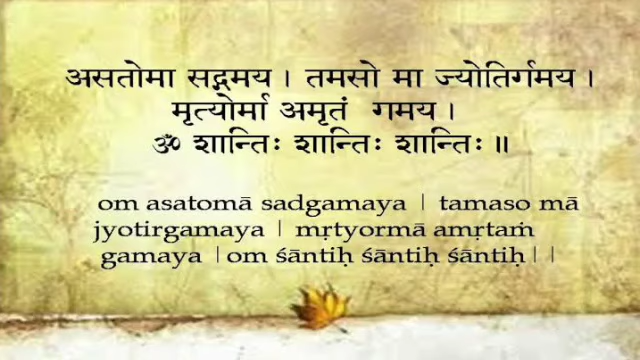 असतोमा सद्गमय । तमसो मा ज्योतिर्गमय ।
मृत्योर्मा अमृतं गमय ।
ॐ शान्तिः शान्तिः शान्तिः ॥
om asatomā sadgamaya | tamaso mā
jyotirgamaya | mṛtyormā amṛtaṁ
gamaya |om śāntiḥ śāntiḥ śāntiḥ||